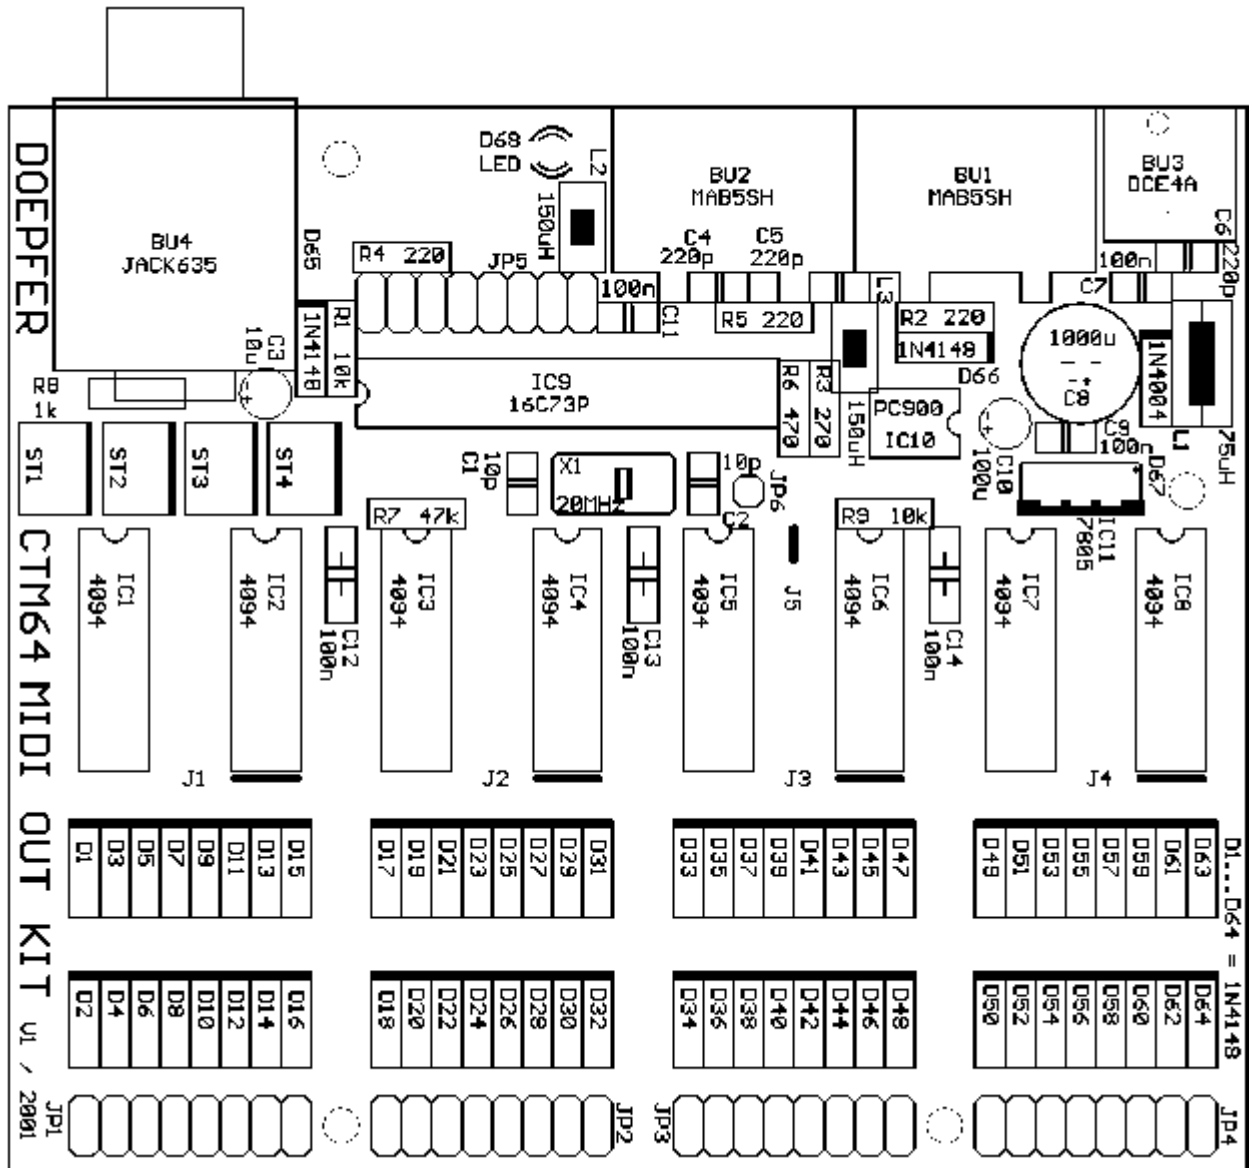 DOEPFER
CTM64 MIDI OUT KIT V1 / 2001
BU4
JACK635
D65
D68
LED
L2
150uH
BU2
MAB5SH
BU1
MAB5SH
BU3
DCE4A
C4
220p
C5
220p
C6
220p
100n
C7
R4 220
JP5
100n
C11
R5 220
L3
150uH
R2 220
1N4148
D66
1000u
C8
1N4004
L1
75uH
C3
10u
1N4148
R1 10k
IC9
16C73P
R6 470
R3 270
PC900
IC10
C9
100n
C10
100u
D67
IC11
7805
R8
1k
ST1
ST2
ST3
ST4
C1
10p
X1
20MHz
10p
C2
JP6
R7 47k
R9 10k
J5
IC1
4094
IC2
4094
C12
100n
IC3
4094
IC4
4094
C13
100n
IC5
4094
IC6
4094
C14
100n
IC7
4094
IC8
4094
J1
J2
J3
J4
D1 D3 D5 D7 D9 D11 D13 D15
D17 D19 D21 D23 D25 D27 D29 D31
D33 D35 D37 D39 D41 D43 D45 D47
D49 D51 D53 D55 D57 D59 D61 D63
D1...D64 = 1N4148
D2 D4 D6 D8 D10 D12 D14 D16
D18 D20 D22 D24 D26 D28 D30 D32
D34 D36 D38 D40 D42 D44 D46 D48
D50 D52 D54 D56 D58 D60 D62 D64
JP1
JP2
JP3
JP4